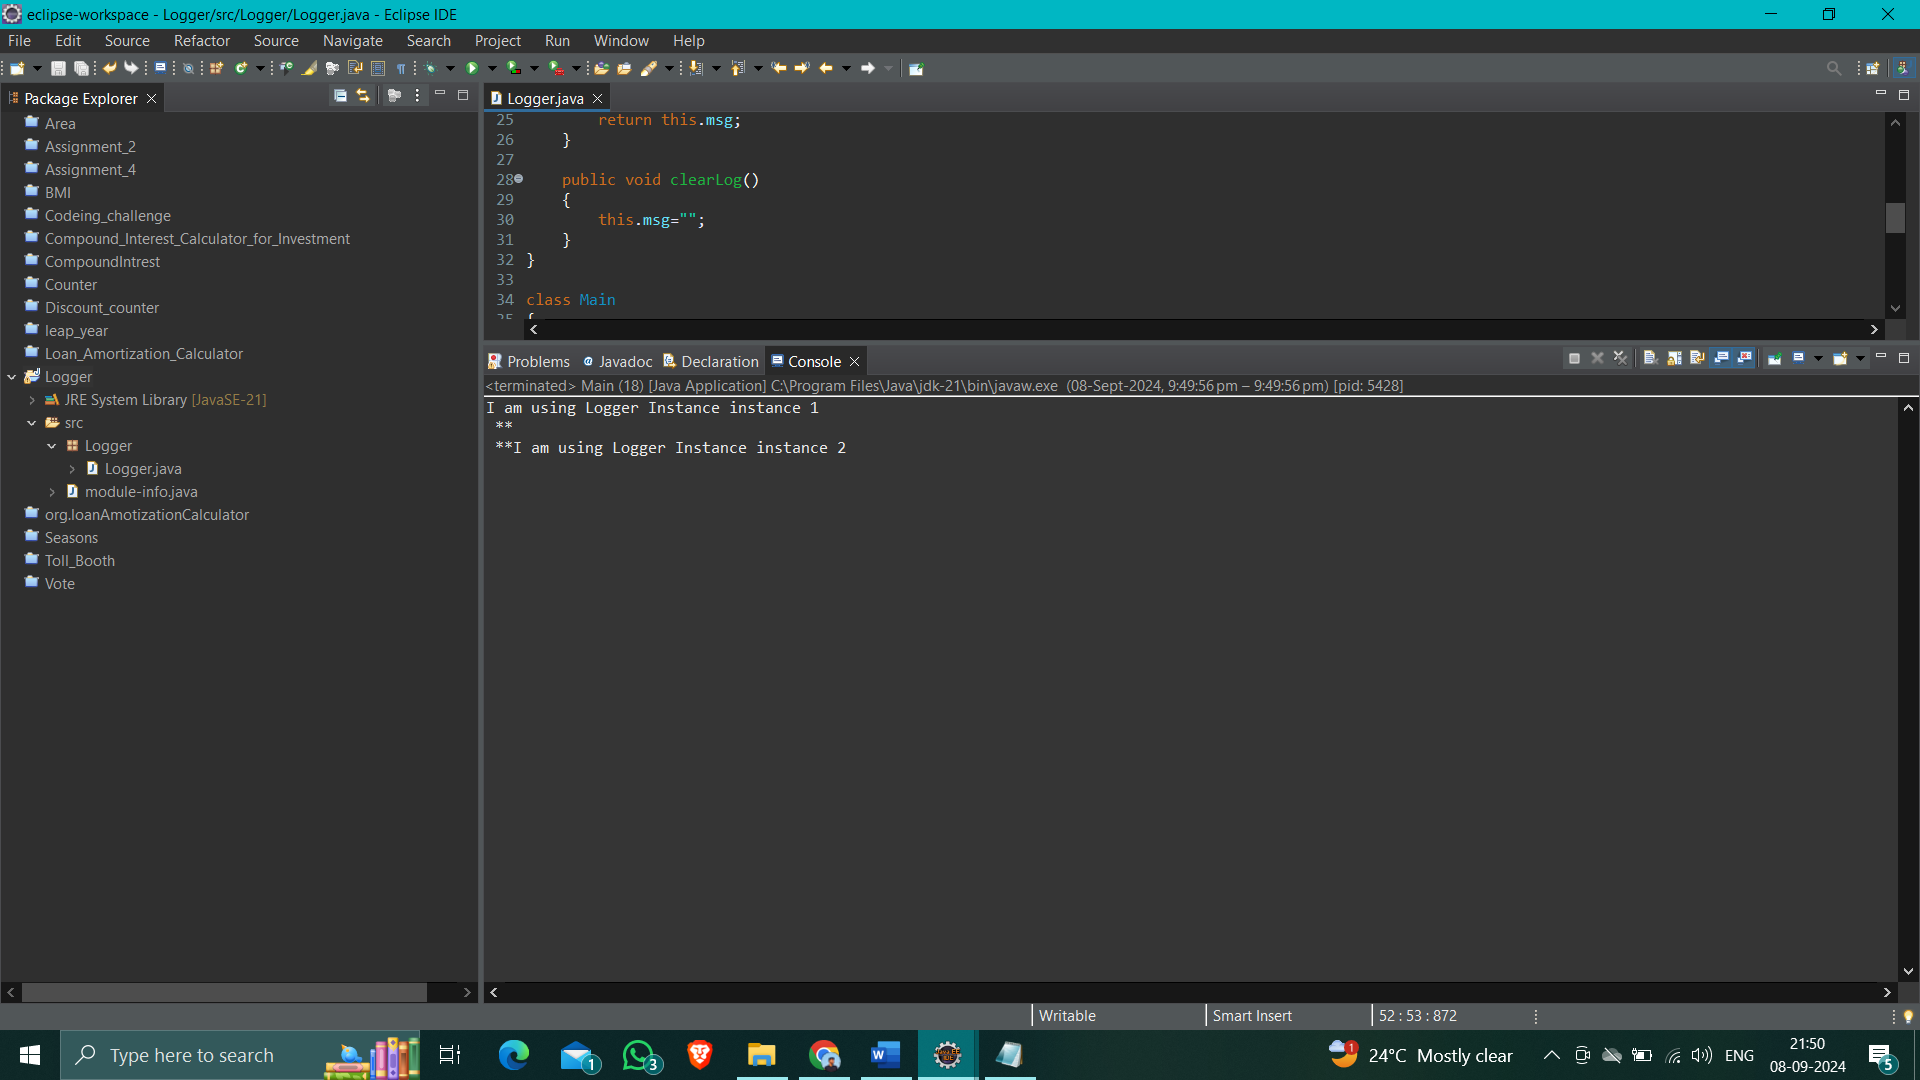 eclipse-workspace - Logger/src/Logger/Logger.java - Eclipse IDE
File Edit Source Refactor Source Navigate Search Project Run Window Help
Package Explorer
Area
Assignment_2
Assignment_4
BMI
Codeing_challenge
Compound_Interest_Calculator_for_Investment
CompoundIntrest
Counter
Discount_counter
leap_year
Loan_Amortization_Calculator
Logger
JRE System Library [JavaSE-21]
src
Logger
Logger.java
module-info.java
org.loanAmotizationCalculator
Seasons
Toll_Booth
Vote
Logger.java
25 return this.msg;
26 }
27
28 public void clearLog()
29 {
30 this.msg="";
31 }
32 }
33
34 class Main
35 {
Problems Javadoc Declaration Console
<terminated> Main (18) [Java Application] C:\Program Files\Java\jdk-21\bin\javaw.exe (08-Sept-2024, 9:49:56 pm – 9:49:56 pm) [pid: 5428]
I am using Logger Instance instance 1
**
**I am using Logger Instance instance 2
Writable Smart Insert 52 : 53 : 872
Type here to search
1
3
1
24°C Mostly clear
ENG
21:50
08-09-2024
5